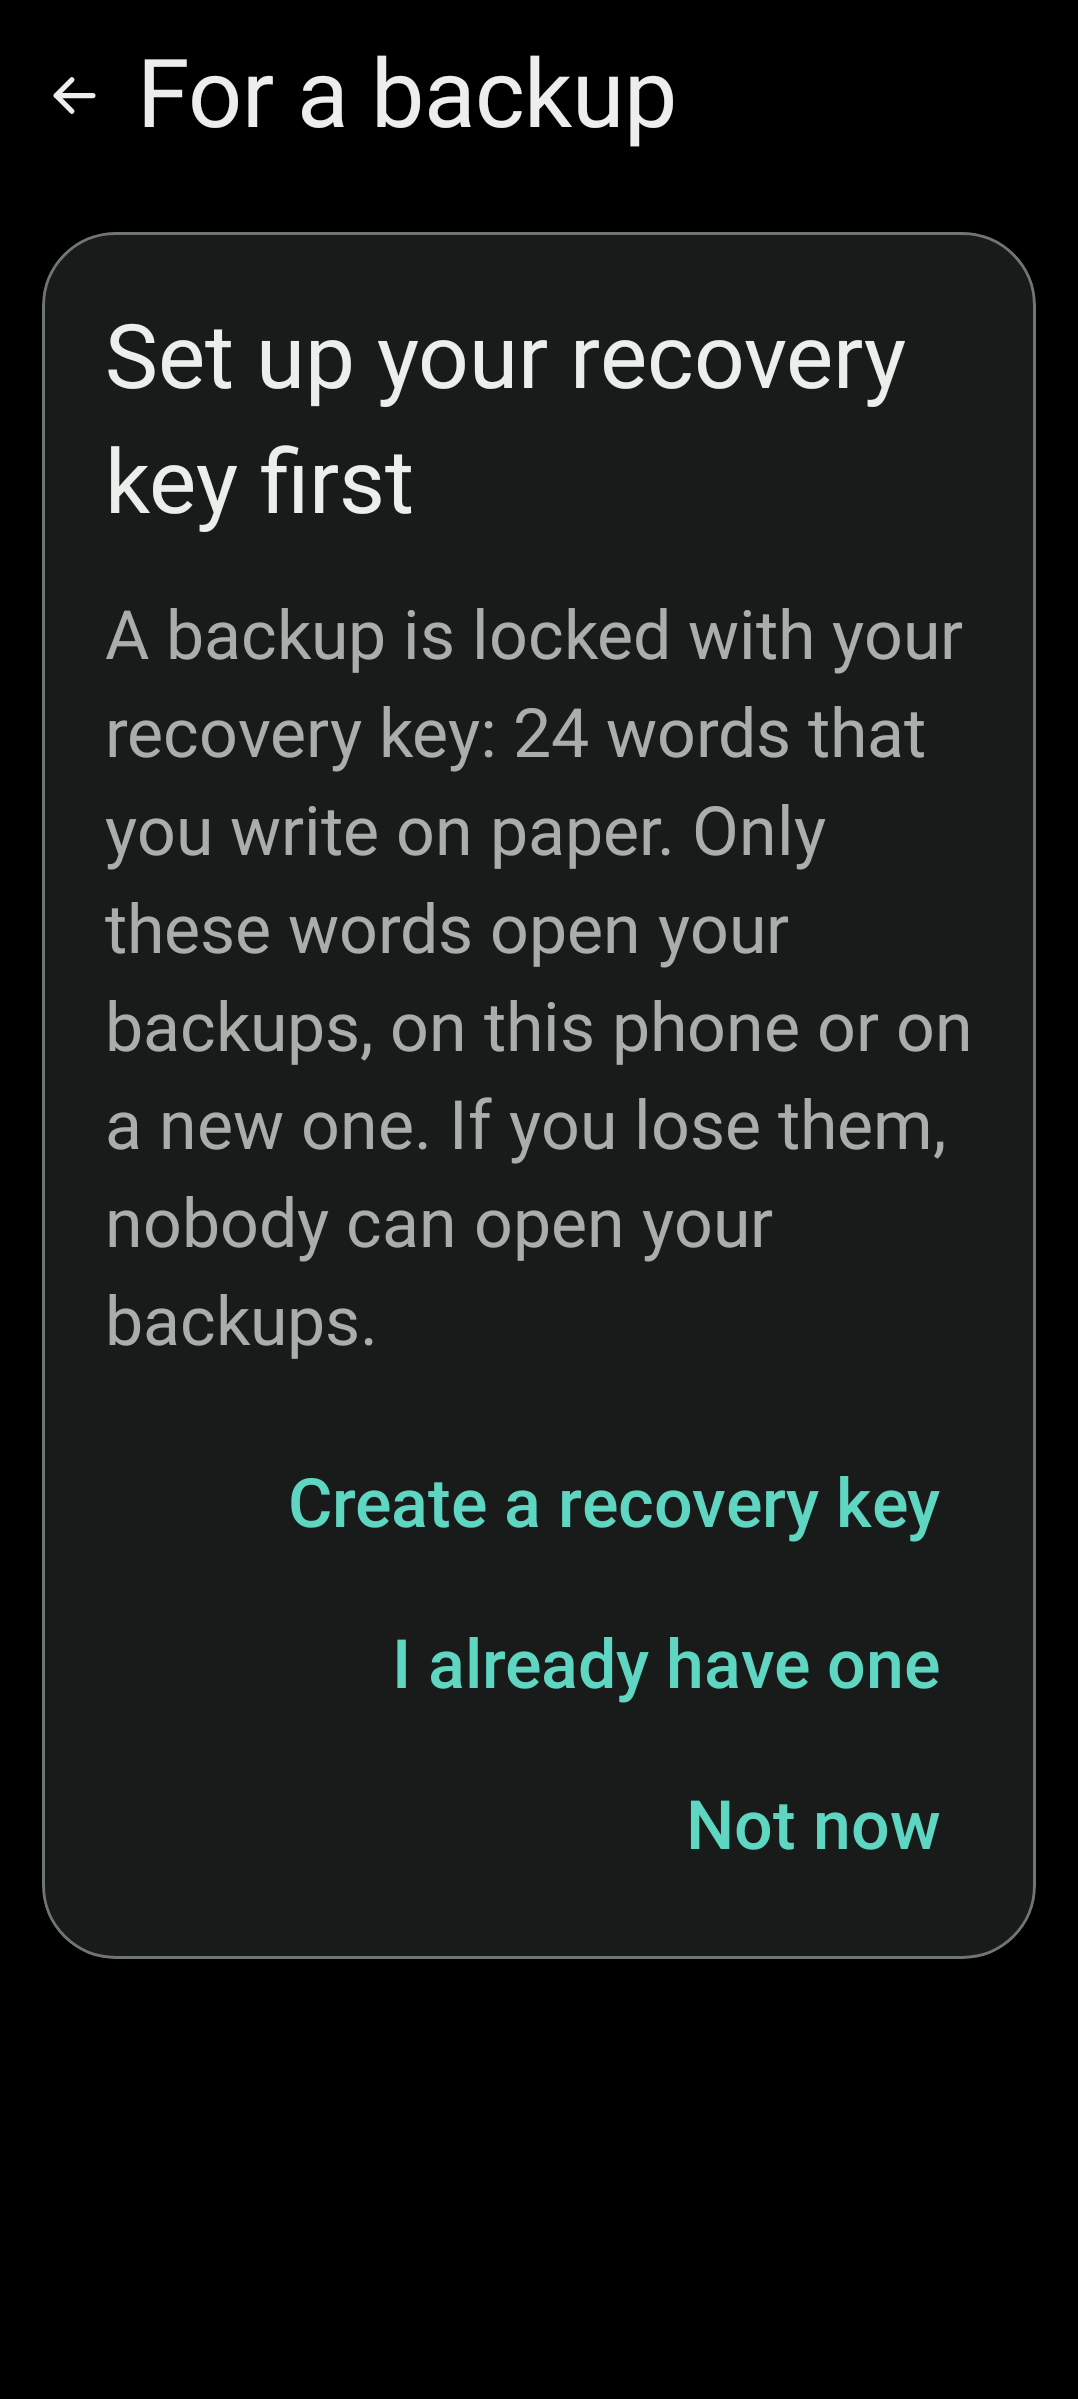 For a backup
Set up your recovery
key first
A backup is locked with your
recovery key: 24 words that
you write on paper. Only
these words open your
backups, on this phone or on
a new one. If you lose them,
nobody can open your
backups.
Create a recovery key
I already have one
Not now